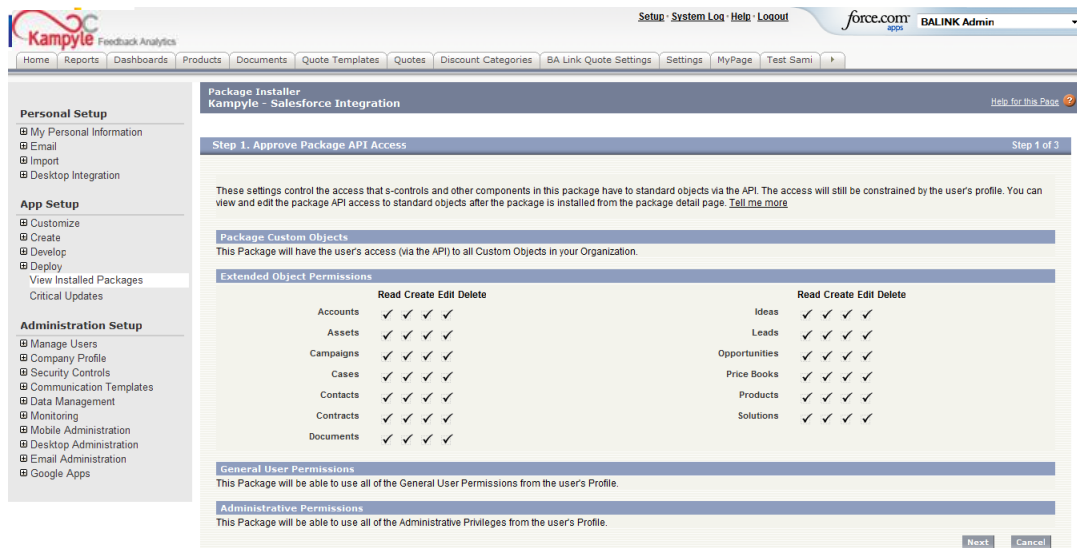 Setup · System Log · Help · Logout
force.com
apps
BALINK Admin
Kampyle Feedback Analytics
Home Reports Dashboards Products Documents Quote Templates Quotes Discount Categories BA Link Quote Settings Settings MyPage Test Sami
Personal Setup
My Personal Information
Email
Import
Desktop Integration
App Setup
Customize
Create
Develop
Deploy
View Installed Packages
Critical Updates
Administration Setup
Manage Users
Company Profile
Security Controls
Communication Templates
Data Management
Monitoring
Mobile Administration
Desktop Administration
Email Administration
Google Apps
Package Installer
Kampyle - Salesforce Integration
Help for this Page ?
Step 1. Approve Package API Access Step 1 of 3
These settings control the access that s-controls and other components in this package have to standard objects via the API. The access will still be constrained by the user's profile. You can
view and edit the package API access to standard objects after the package is installed from the package detail page. Tell me more
Package Custom Objects
This Package will have the user's access (via the API) to all Custom Objects in your Organization.
Extended Object Permissions
Read Create Edit Delete Read Create Edit Delete
Accounts ✓ ✓ ✓ ✓ Ideas ✓ ✓ ✓ ✓
Assets ✓ ✓ ✓ ✓ Leads ✓ ✓ ✓ ✓
Campaigns ✓ ✓ ✓ ✓ Opportunities ✓ ✓ ✓ ✓
Cases ✓ ✓ ✓ ✓ Price Books ✓ ✓ ✓ ✓
Contacts ✓ ✓ ✓ ✓ Products ✓ ✓ ✓ ✓
Contracts ✓ ✓ ✓ ✓ Solutions ✓ ✓ ✓ ✓
Documents ✓ ✓ ✓ ✓
General User Permissions
This Package will be able to use all of the General User Permissions from the user's Profile.
Administrative Permissions
This Package will be able to use all of the Administrative Privileges from the user's Profile.
Next Cancel